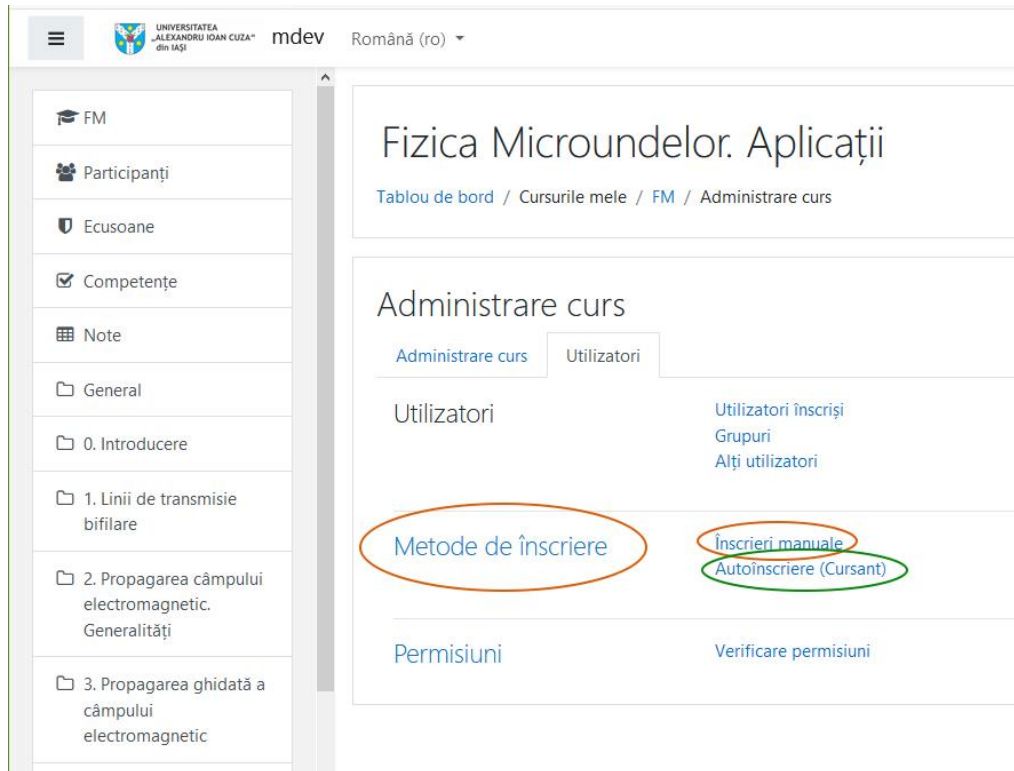 UNIVERSITATEA
„ALEXANDRU IOAN CUZA”
din IAȘI
mdev
Română (ro)
FM
Participanți
Ecusoane
Competențe
Note
General
0. Introducere
1. Linii de transmisie
bifilare
2. Propagarea câmpului
electromagnetic.
Generalități
3. Propagarea ghidată a
câmpului
electromagnetic
Fizica Microundelor. Aplicații
Tablou de bord / Cursurile mele / FM / Administrare curs
Administrare curs
Administrare curs Utilizatori
Utilizatori
Utilizatori înscriși
Grupuri
Alți utilizatori
Metode de înscriere
Înscrieri manuale
Autoînscriere (Cursant)
Permisiuni
Verificare permisiuni